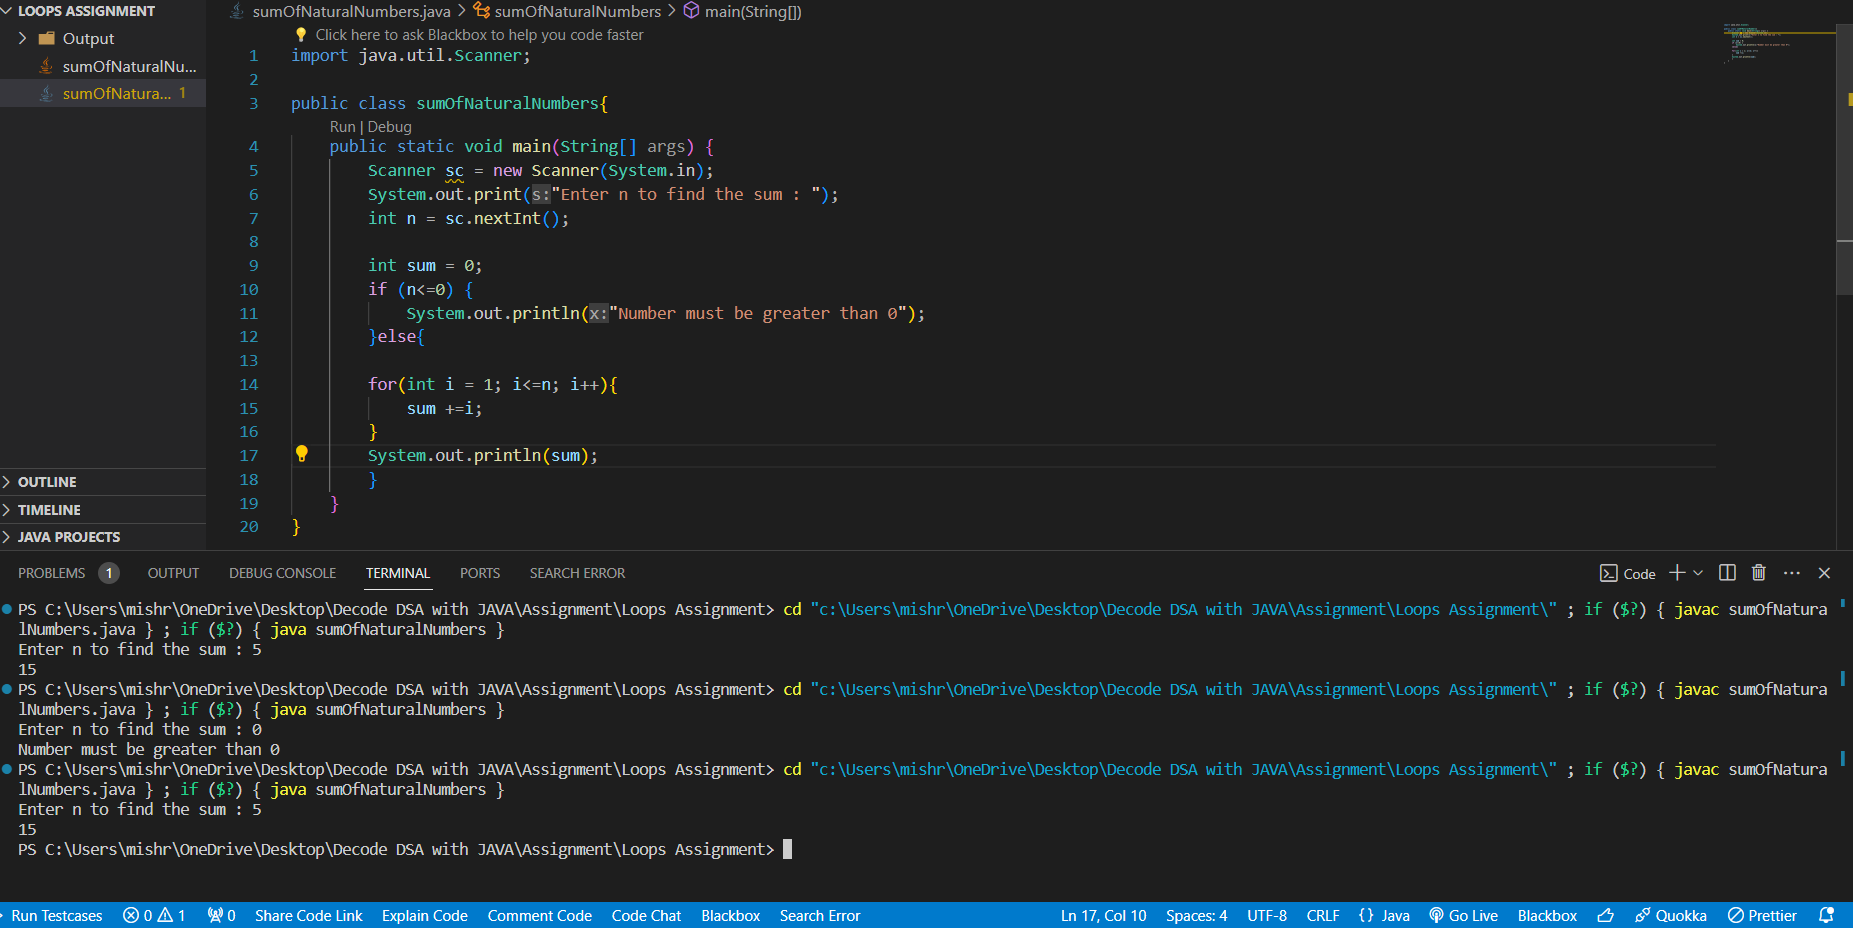 LOOPS ASSIGNMENT
Output
sumOfNaturalNu...
sumOfNatura... 1
OUTLINE
TIMELINE
JAVA PROJECTS
sumOfNaturalNumbers.java > sumOfNaturalNumbers > main(String[])
Click here to ask Blackbox to help you code faster
1 import java.util.Scanner;
2
3 public class sumOfNaturalNumbers{
Run | Debug
4 public static void main(String[] args) {
5 Scanner sc = new Scanner(System.in);
6 System.out.print(s:"Enter n to find the sum : ");
7 int n = sc.nextInt();
8
9 int sum = 0;
10 if (n<=0) {
11 System.out.println(x:"Number must be greater than 0");
12 }else{
13
14 for(int i = 1; i<=n; i++){
15 sum +=i;
16 }
17 System.out.println(sum);
18 }
19 }
20 }
PROBLEMS 1 OUTPUT DEBUG CONSOLE TERMINAL PORTS SEARCH ERROR Code
PS C:\Users\mishr\OneDrive\Desktop\Decode DSA with JAVA\Assignment\Loops Assignment> cd "c:\Users\mishr\OneDrive\Desktop\Decode DSA with JAVA\Assignment\Loops Assignment\" ; if ($?) { javac sumOfNatura
lNumbers.java } ; if ($?) { java sumOfNaturalNumbers }
Enter n to find the sum : 5
15
PS C:\Users\mishr\OneDrive\Desktop\Decode DSA with JAVA\Assignment\Loops Assignment> cd "c:\Users\mishr\OneDrive\Desktop\Decode DSA with JAVA\Assignment\Loops Assignment\" ; if ($?) { javac sumOfNatura
lNumbers.java } ; if ($?) { java sumOfNaturalNumbers }
Enter n to find the sum : 0
Number must be greater than 0
PS C:\Users\mishr\OneDrive\Desktop\Decode DSA with JAVA\Assignment\Loops Assignment> cd "c:\Users\mishr\OneDrive\Desktop\Decode DSA with JAVA\Assignment\Loops Assignment\" ; if ($?) { javac sumOfNatura
lNumbers.java } ; if ($?) { java sumOfNaturalNumbers }
Enter n to find the sum : 5
15
PS C:\Users\mishr\OneDrive\Desktop\Decode DSA with JAVA\Assignment\Loops Assignment>
Run Testcases 0 1 0 Share Code Link Explain Code Comment Code Code Chat Blackbox Search Error Ln 17, Col 10 Spaces: 4 UTF-8 CRLF {} Java Go Live Blackbox Quokka Prettier